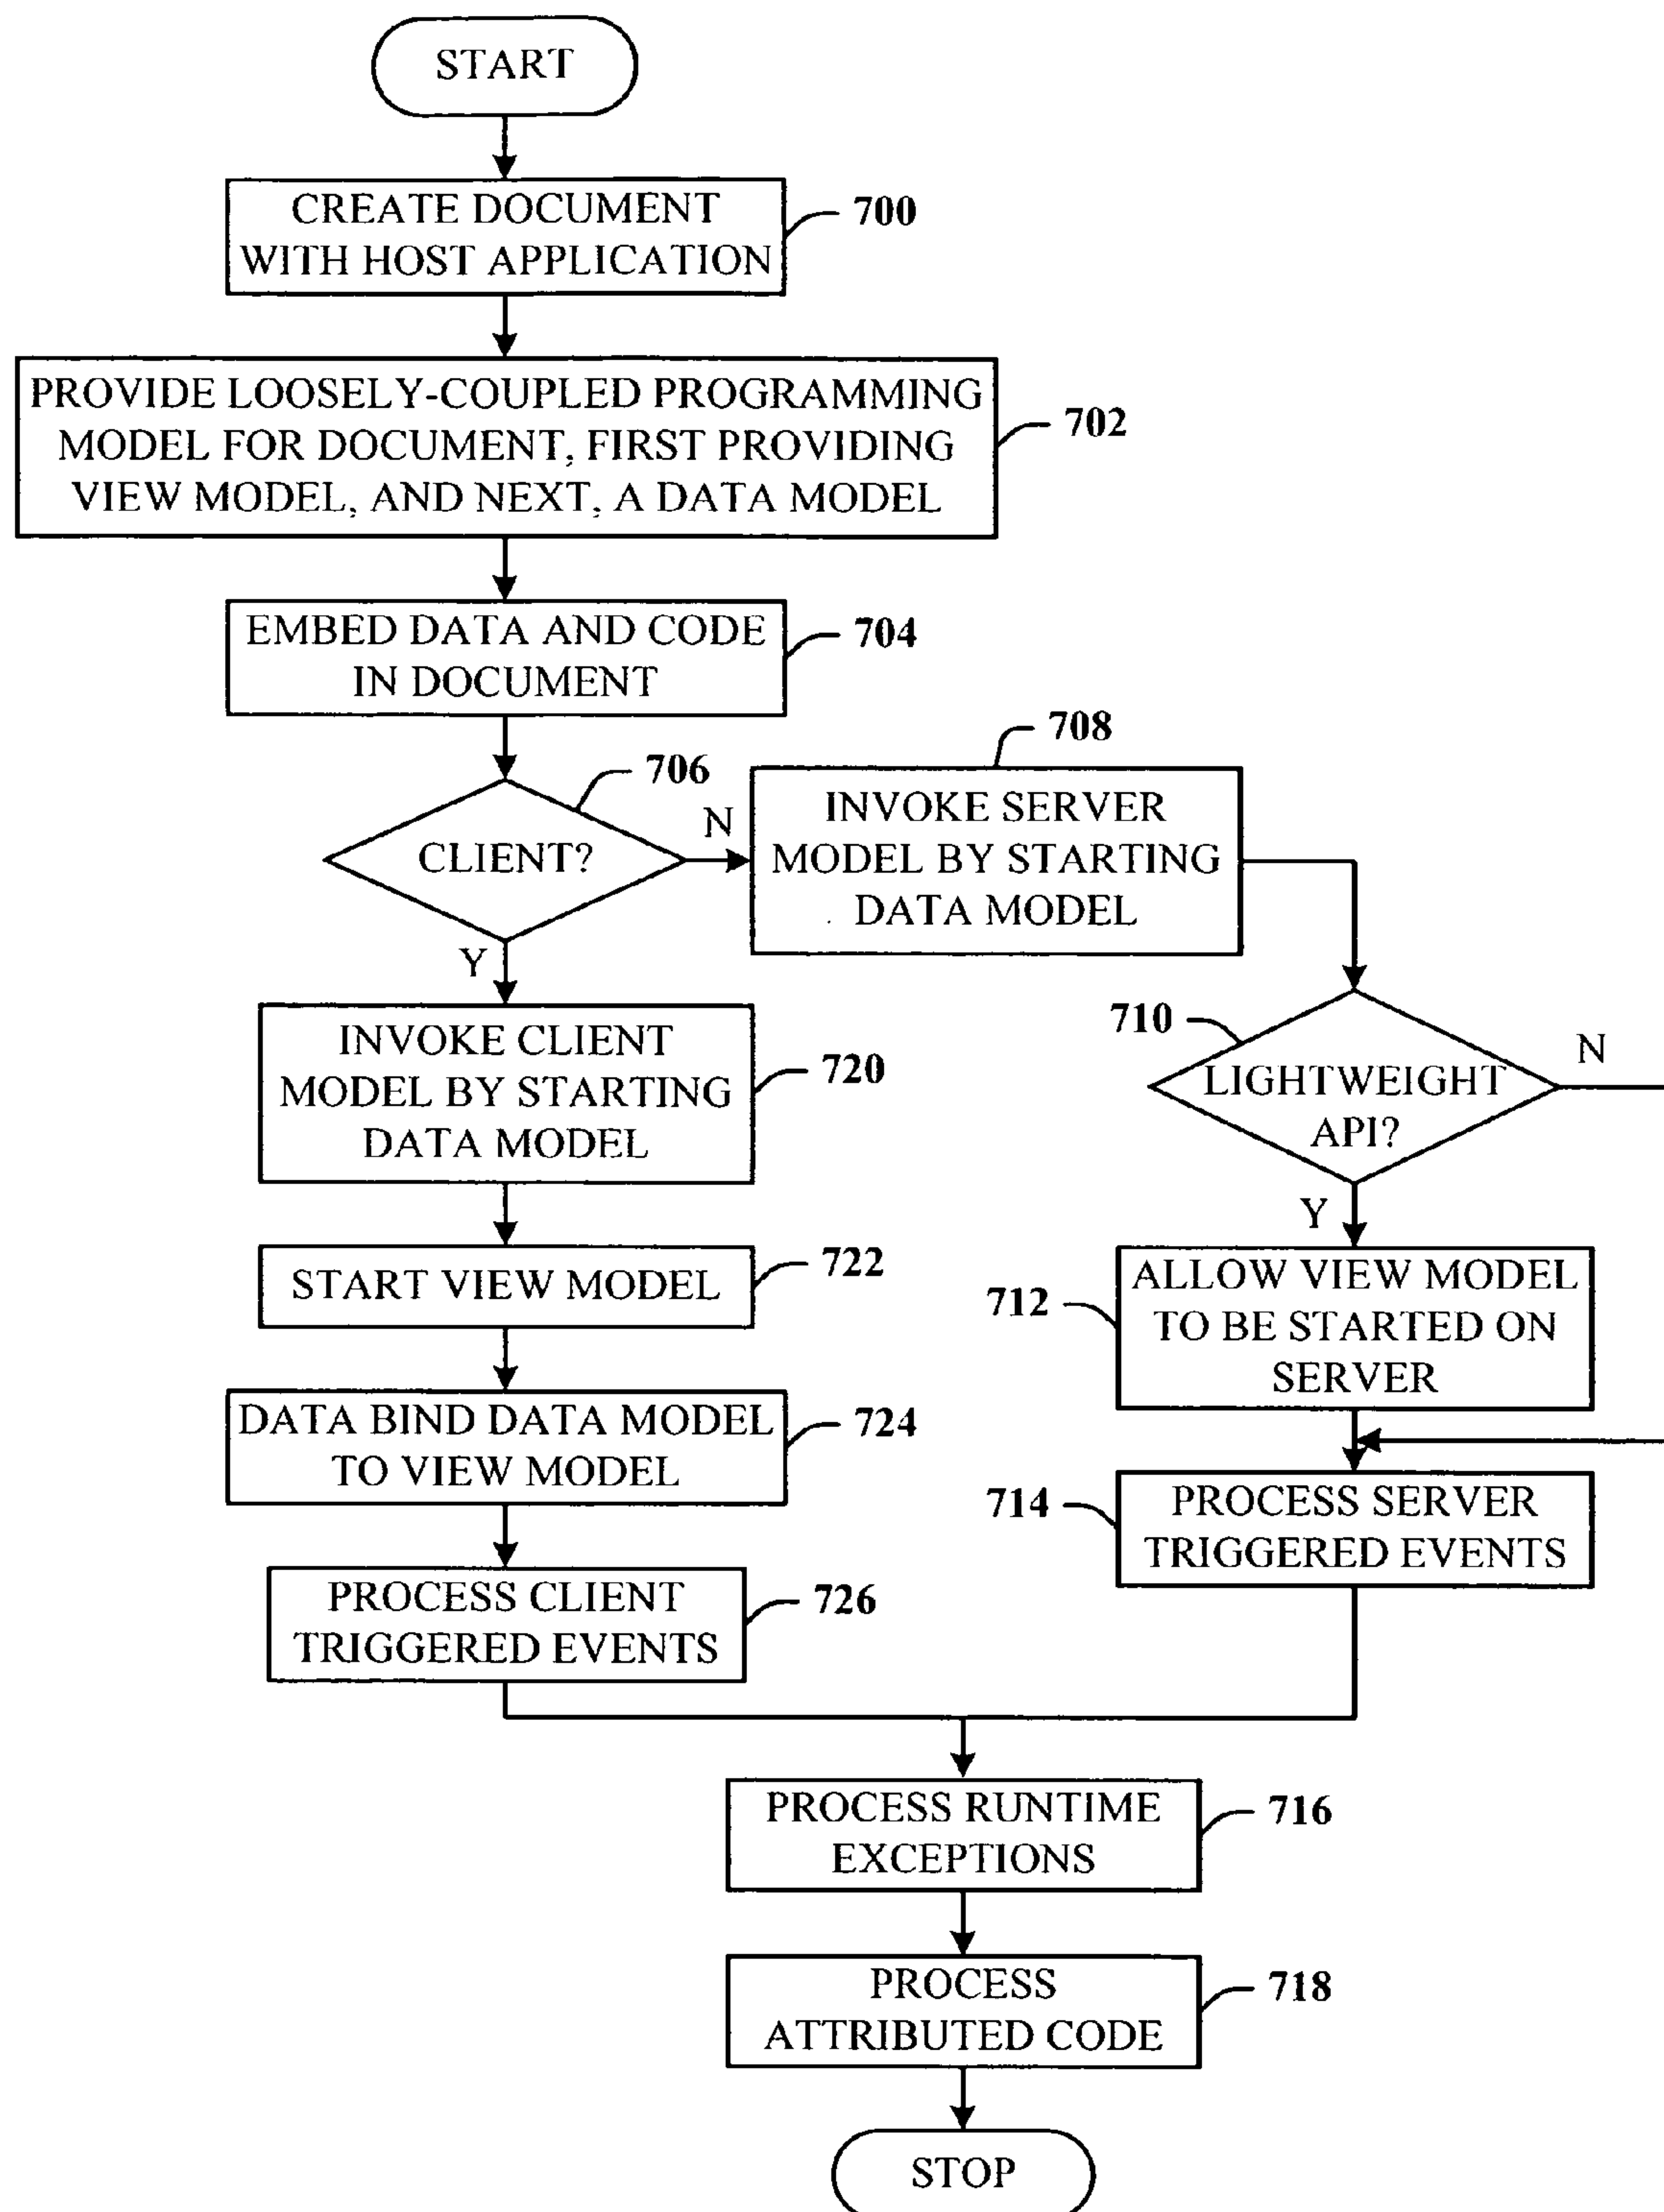 START
CREATE DOCUMENT
WITH HOST APPLICATION
700
PROVIDE LOOSELY-COUPLED PROGRAMMING
MODEL FOR DOCUMENT, FIRST PROVIDING
VIEW MODEL, AND NEXT, A DATA MODEL
702
EMBED DATA AND CODE
IN DOCUMENT
704
CLIENT?
706
N
Y
INVOKE SERVER
MODEL BY STARTING
DATA MODEL
708
LIGHTWEIGHT
API?
710
N
Y
INVOKE CLIENT
MODEL BY STARTING
DATA MODEL
720
START VIEW MODEL
722
ALLOW VIEW MODEL
TO BE STARTED ON
SERVER
712
DATA BIND DATA MODEL
TO VIEW MODEL
724
PROCESS SERVER
TRIGGERED EVENTS
714
PROCESS CLIENT
TRIGGERED EVENTS
726
PROCESS RUNTIME
EXCEPTIONS
716
PROCESS
ATTRIBUTED CODE
718
STOP